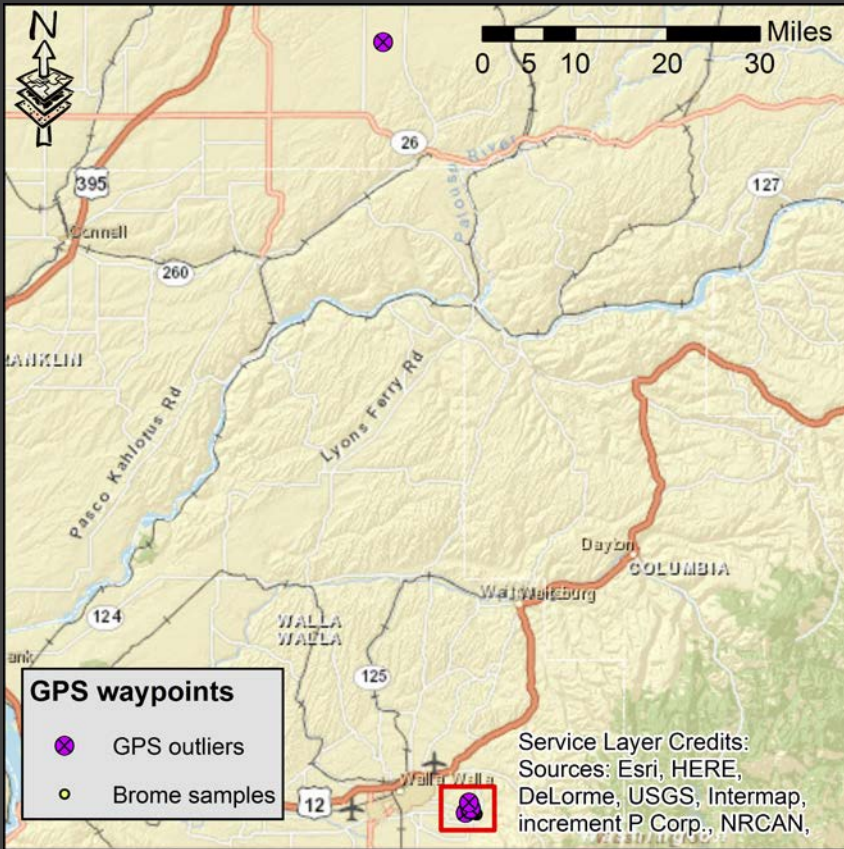 N
Miles
0 5 10 20 30
26
Palouse River
395
127
Connell
260
RANKLIN
Pasco Kahlotus Rd
Lyons Ferry Rd
Dayton
COLUMBIA
Waitsburg
124
WALLA
WALLA
ank
125
GPS waypoints
GPS outliers
Brome samples
Walla Walla
12
Service Layer Credits:
Sources: Esri, HERE,
DeLorme, USGS, Intermap,
increment P Corp., NRCAN,